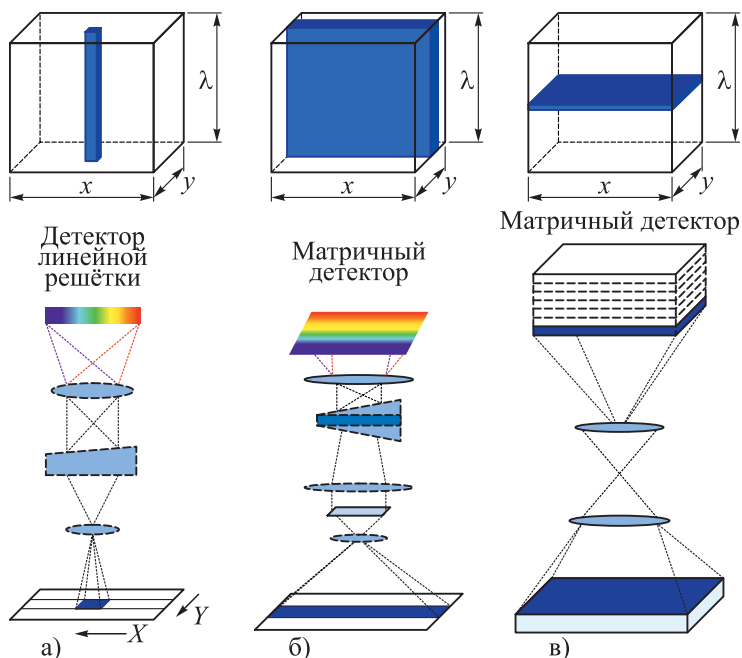 λ
x
y
λ
x
y
λ
x
y
Детектор
линейной
решётки
Матричный
детектор
Матричный детектор
X
Y
а)
б)
в)